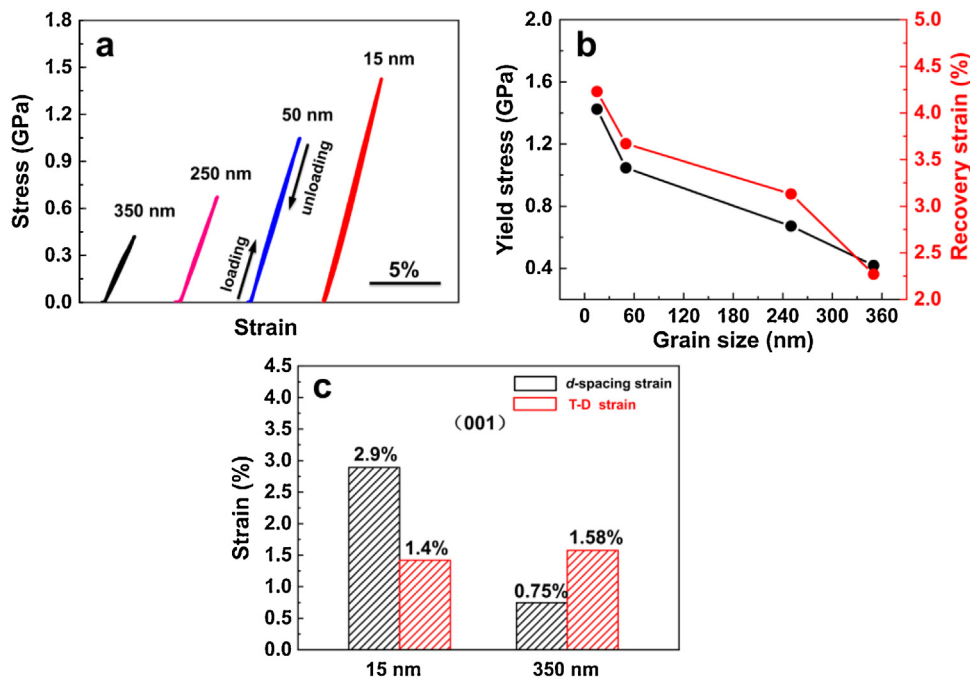 a
Stress (GPa)
1.8
1.5
1.2
0.9
0.6
0.3
0.0
350 nm
250 nm
50 nm
15 nm
loading
unloading
5%
Strain
b
Yield stress (GPa)
2.0
1.6
1.2
0.8
0.4
Recovery strain (%)
5.0
4.5
4.0
3.5
3.0
2.5
2.0
0 60 120 180 240 300 360
Grain size (nm)
c
Strain (%)
4.5
4.0
3.5
3.0
2.5
2.0
1.5
1.0
0.5
0.0
d-spacing strain
T-D strain
（001）
2.9%
1.4%
0.75%
1.58%
15 nm 350 nm